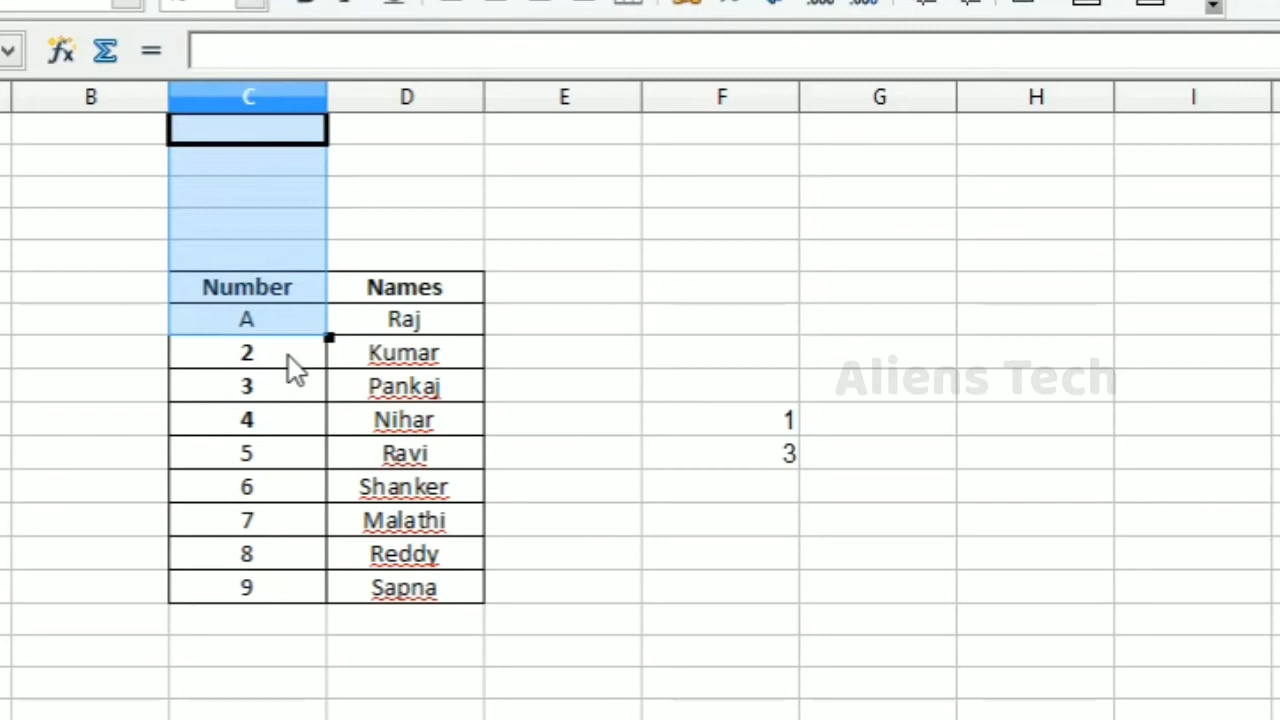 B C D E F G H I
Number Names
A Raj
2 Kumar
3 Pankaj
4 Nihar 1
5 Ravi 3
6 Shanker
7 Malathi
8 Reddy
9 Sapna
Aliens Tech